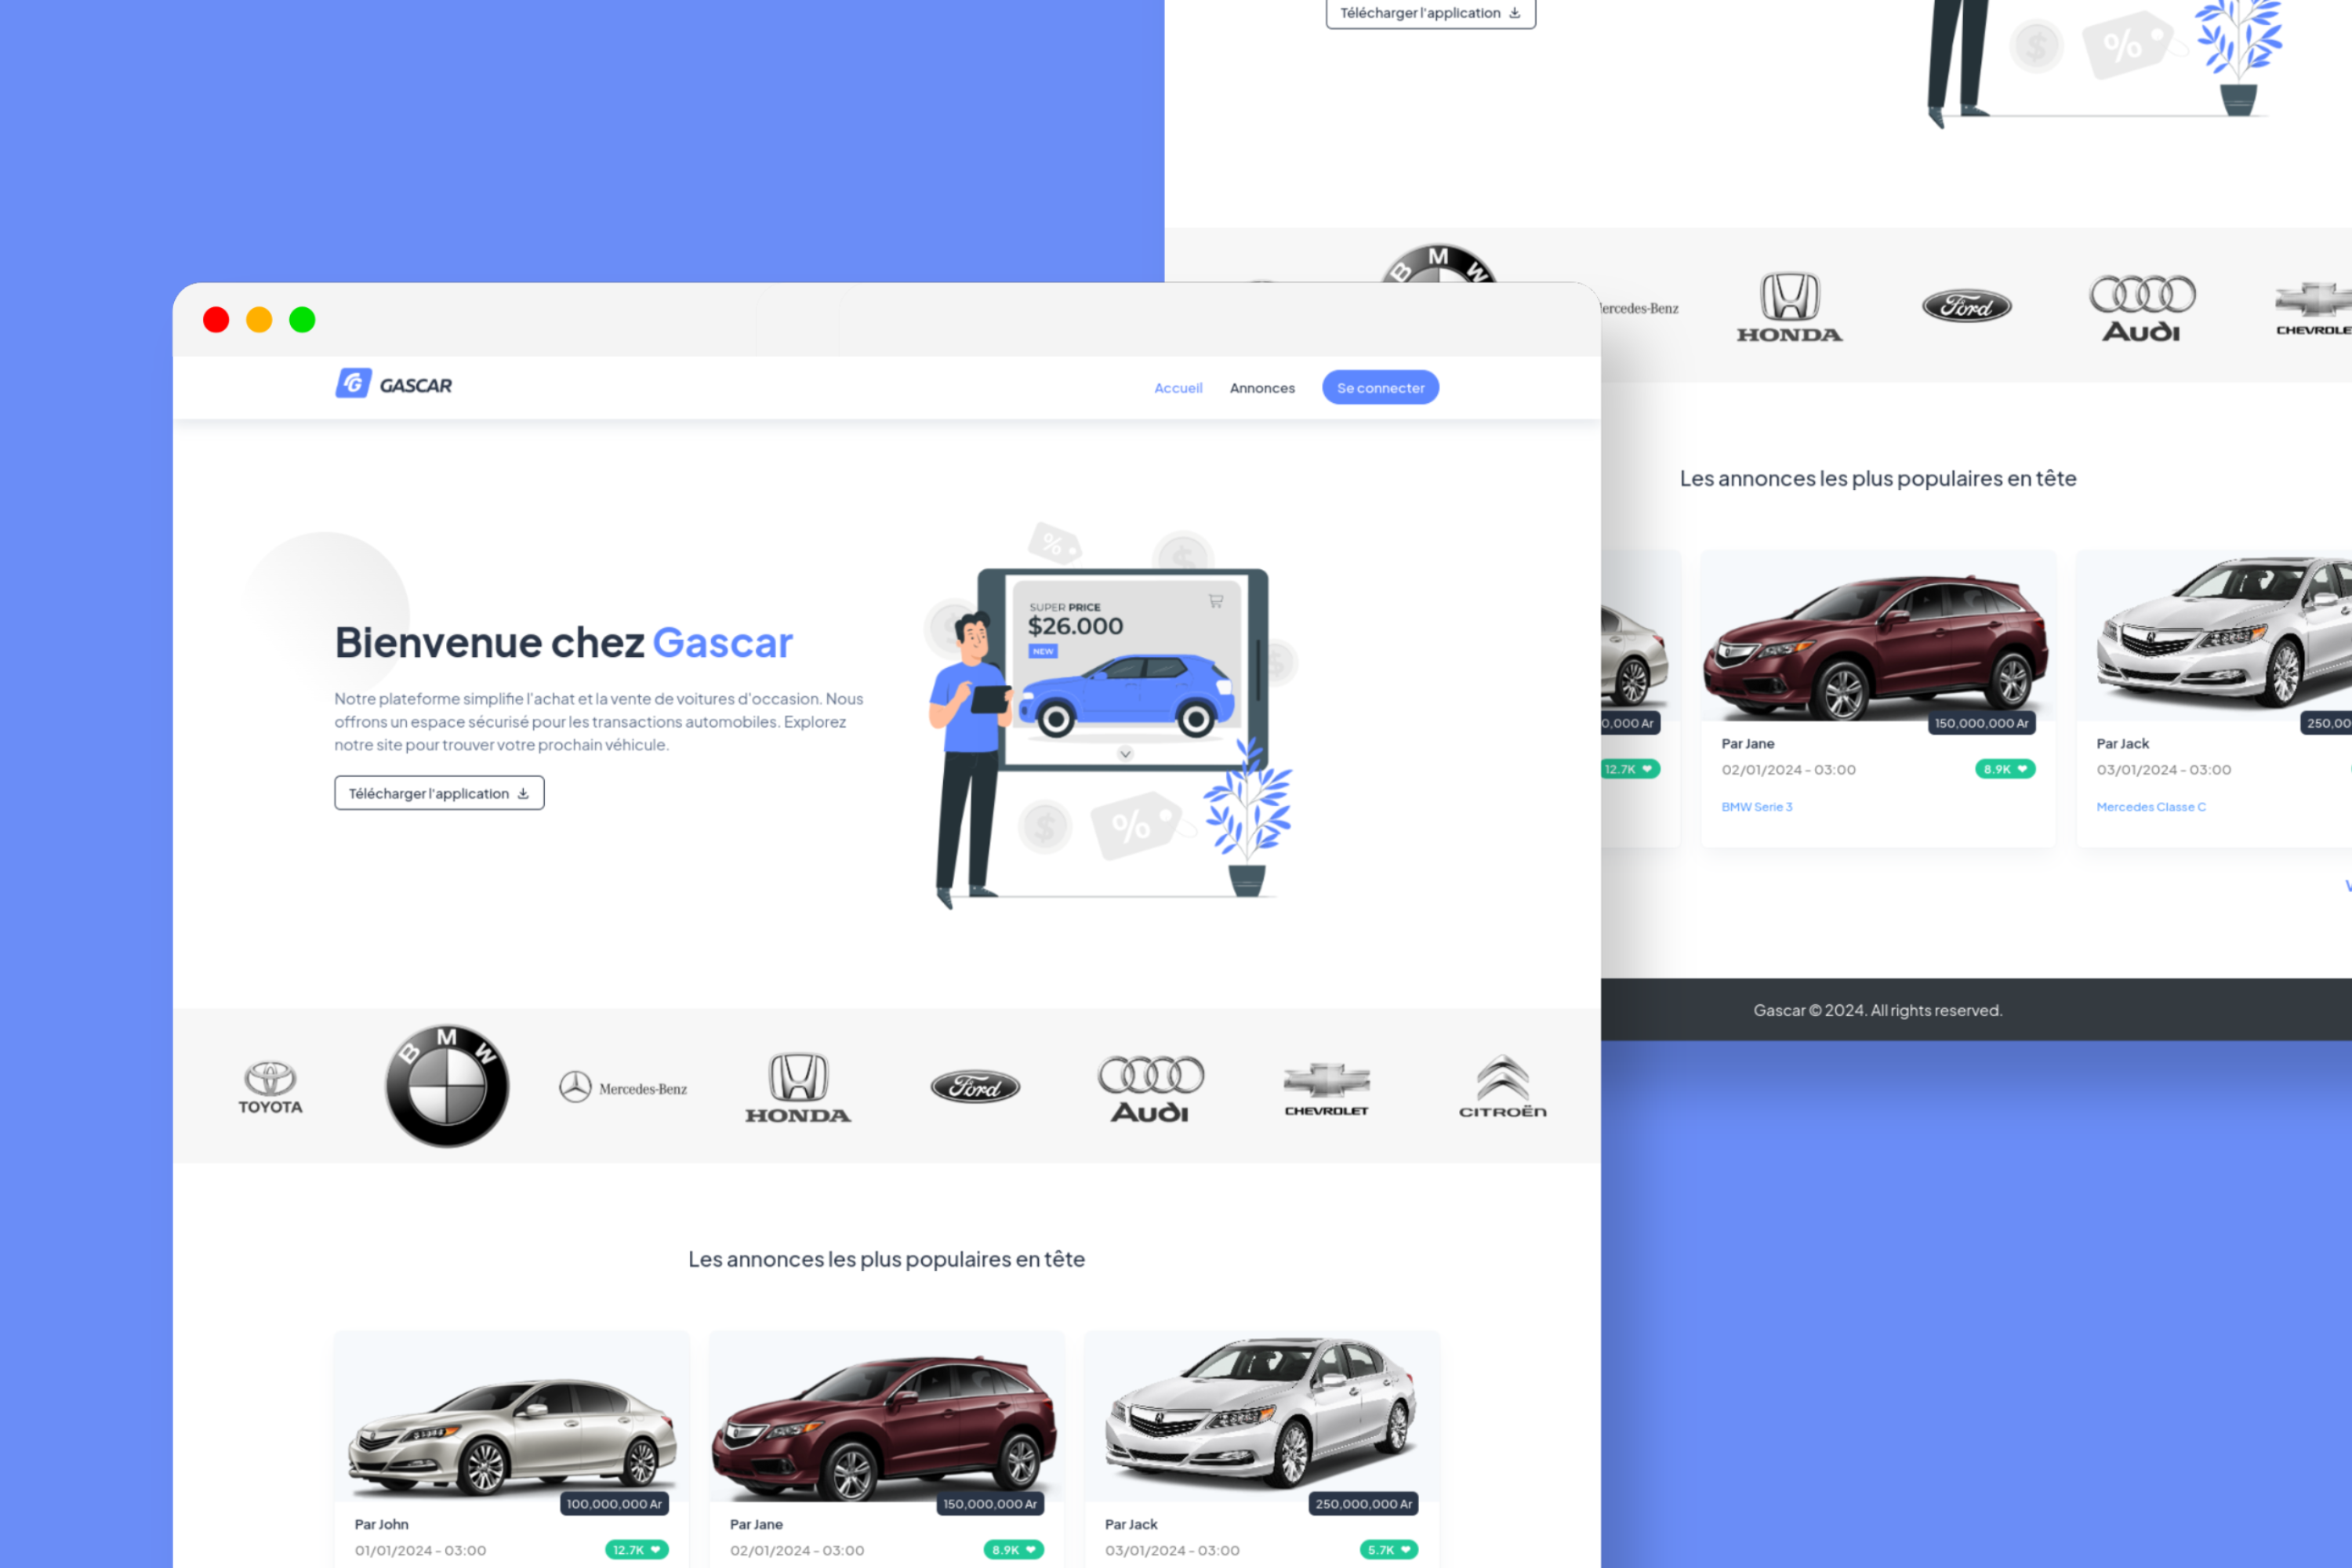 GASCAR
Accueil
Annonces
Se connecter
Bienvenue chez Gascar
Notre plateforme simplifie l'achat et la vente de voitures d'occasion. Nous
offrons un espace sécurisé pour les transactions automobiles. Explorez
notre site pour trouver votre prochain véhicule.
Télécharger l'application
% $
SUPER PRICE
$26.000
NEW
$ $
$ %
TOYOTA
BMW
Mercedes-Benz
HONDA
Ford
Audi
CHEVROLET
CITROËN
Les annonces les plus populaires en tête
100,000,000 Ar
Par John
01/01/2024 - 03:00
12.7K
150,000,000 Ar
Par Jane
02/01/2024 - 03:00
8.9K
250,000,000 Ar
Par Jack
03/01/2024 - 03:00
5.7K
Télécharger l'application
$ %
BMW
ercedes-Benz
HONDA
Ford
Audi
CHEVROLE
Les annonces les plus populaires en tête
0,000 Ar
12.7K
150,000,000 Ar
Par Jane
02/01/2024 - 03:00
8.9K
BMW Serie 3
250,00
Par Jack
03/01/2024 - 03:00
Mercedes Classe C
Gascar © 2024. All rights reserved.